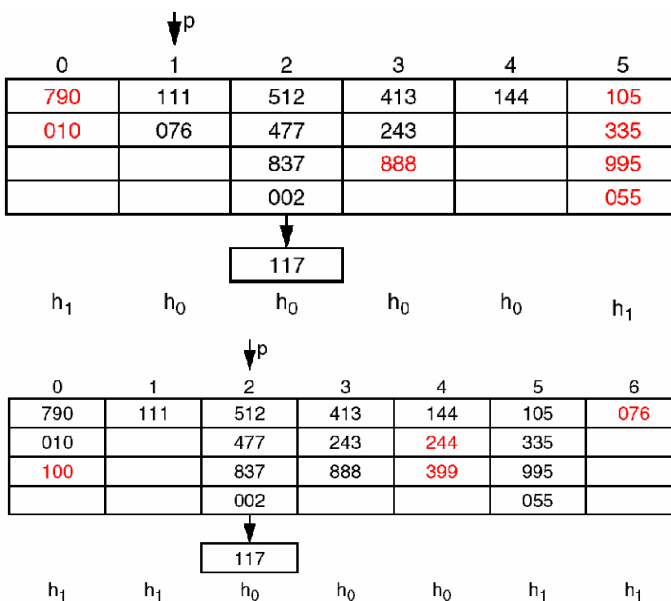 p
0 1 2 3 4 5
790 111 512 413 144 105
010 076 477 243 335
837 888 995
002 055
117
h1 h0 h0 h0 h0 h1
p
0 1 2 3 4 5 6
790 111 512 413 144 105 076
010 477 243 244 335
100 837 888 399 995
002 055
117
h1 h1 h0 h0 h0 h1 h1